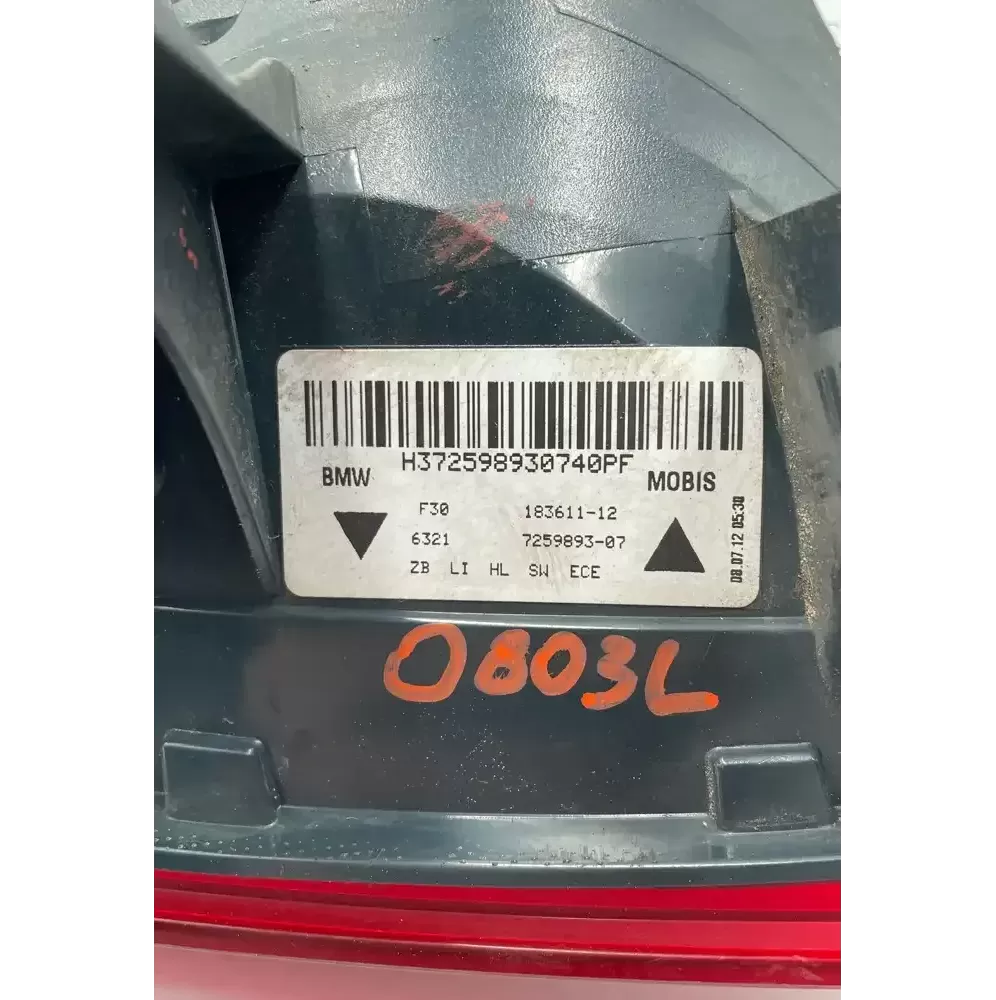 H372598930740PF
BMW MOBIS
F30 183611-12
6321 7259893-07
ZB LI HL SW ECE
08.07.12 05:30
0803L